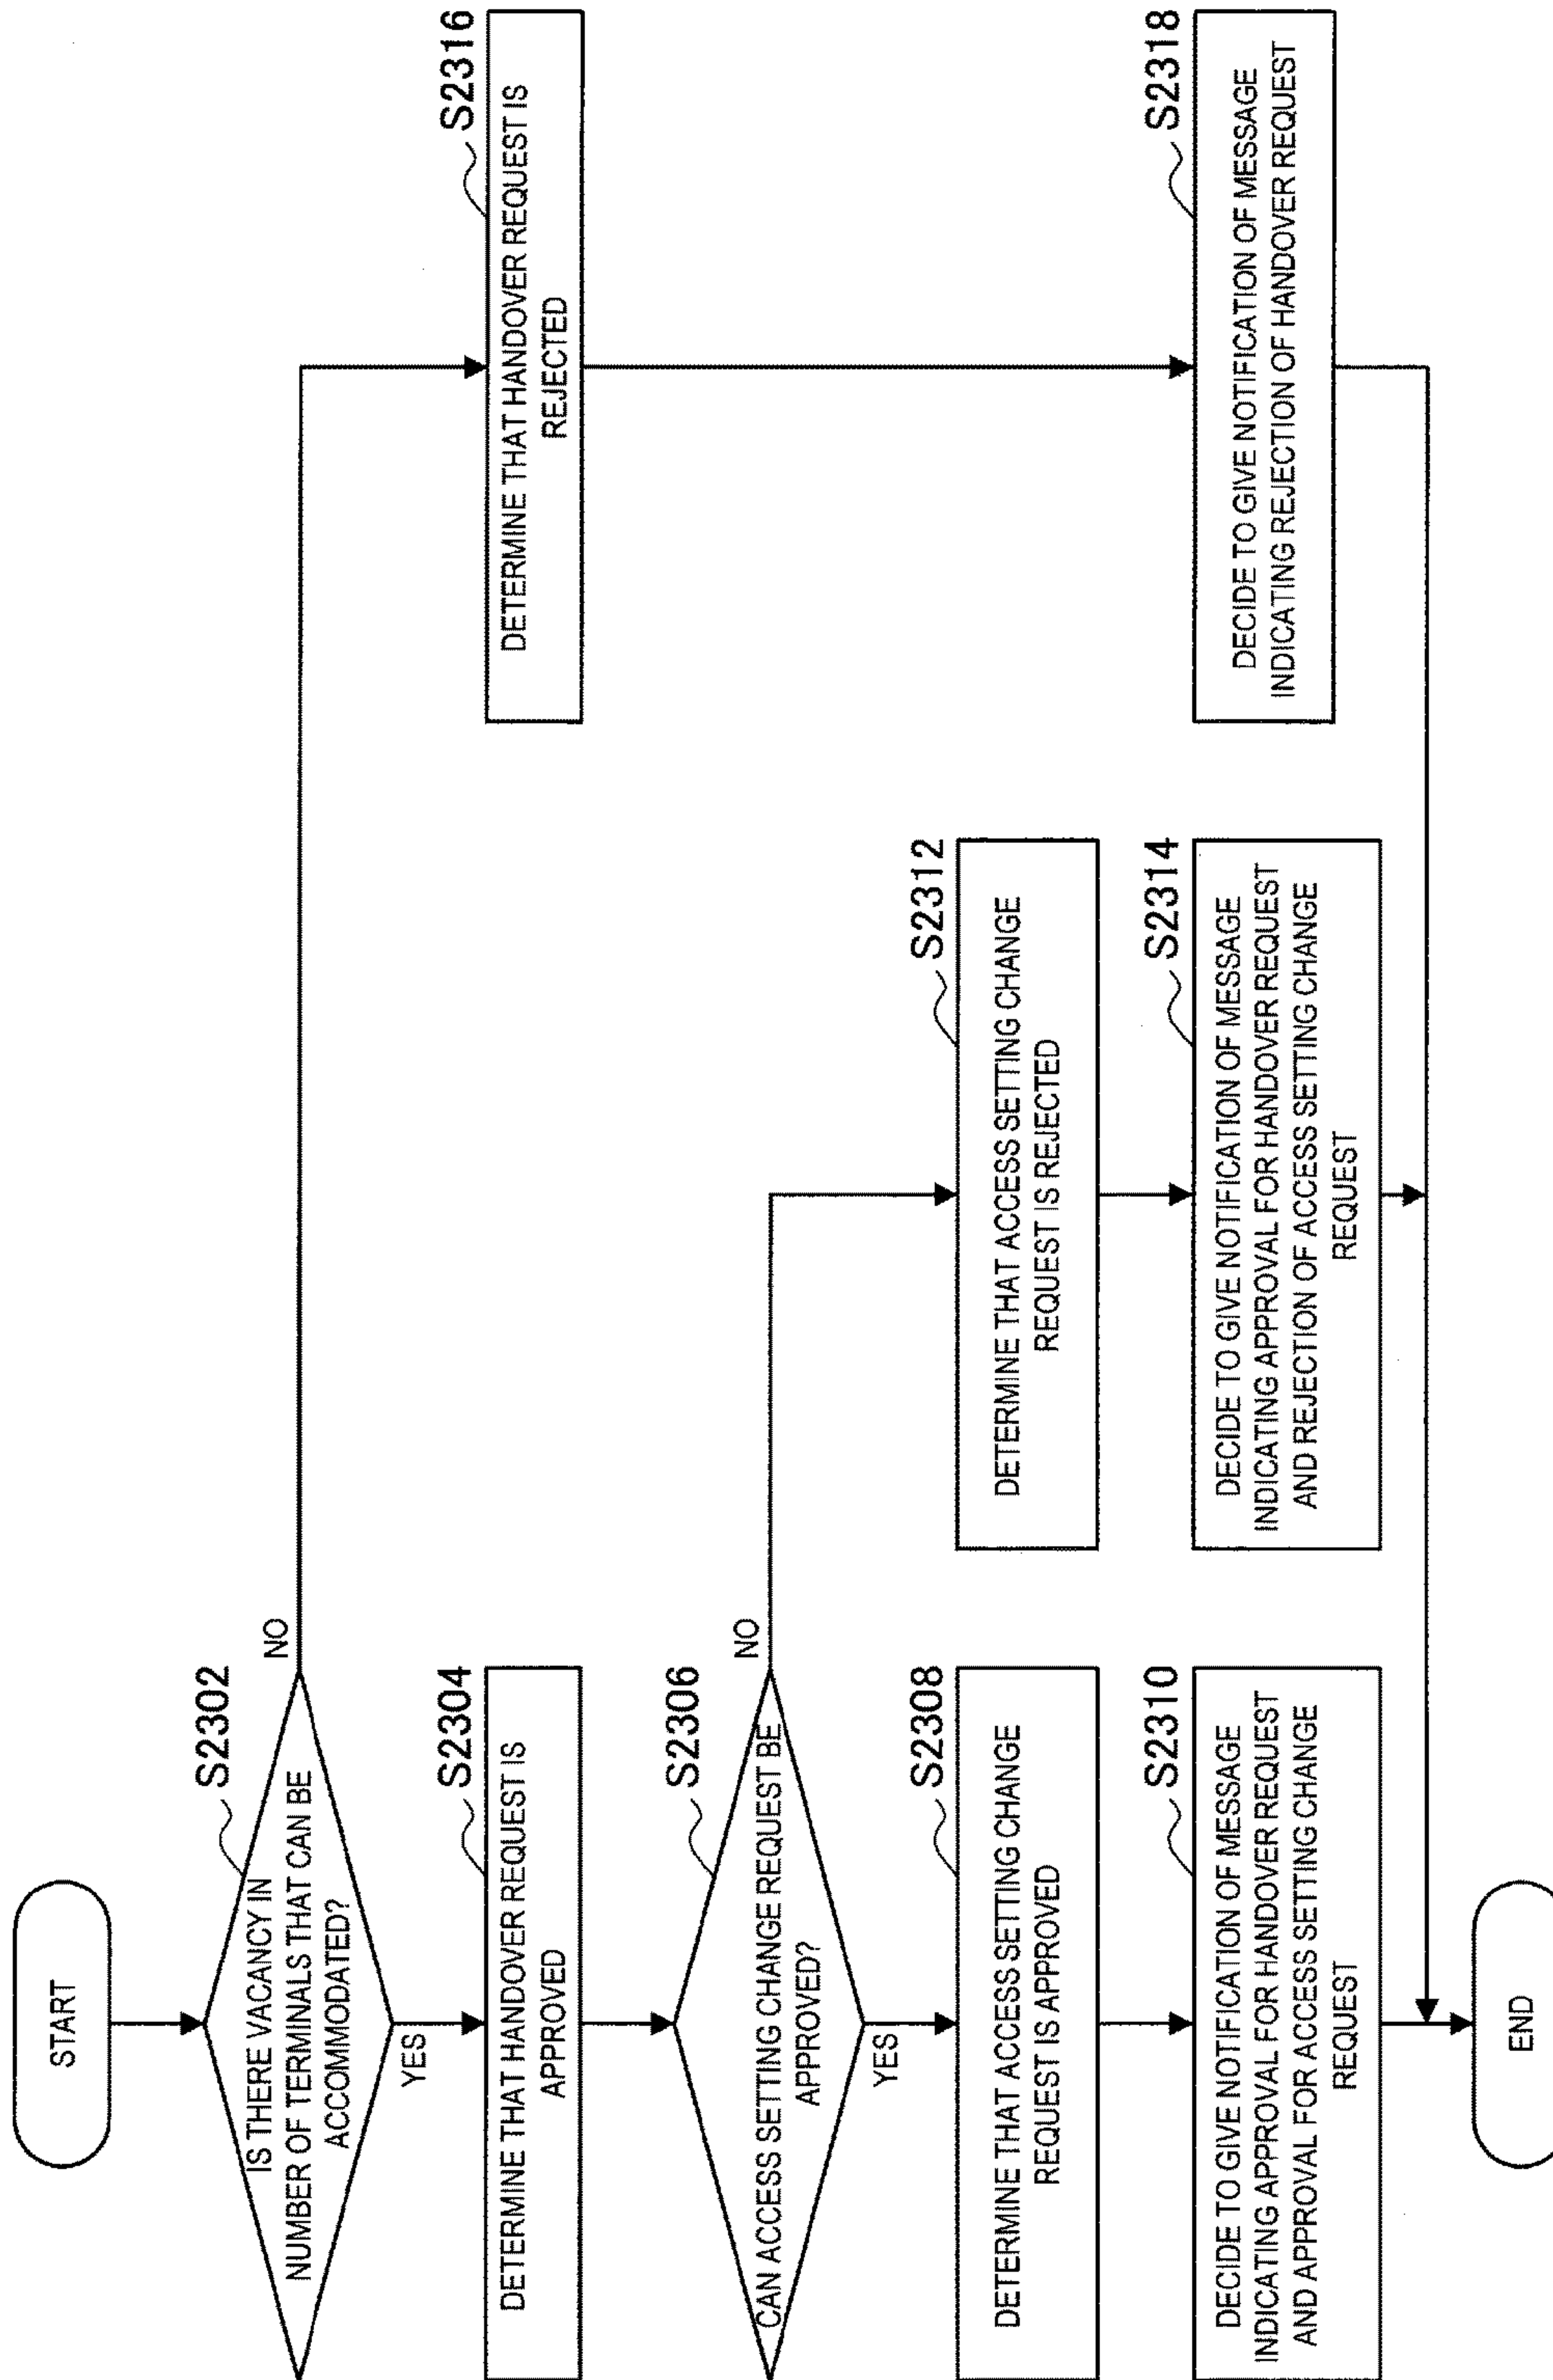 START
S2302
IS THERE VACANCY IN
NUMBER OF TERMINALS THAT CAN BE
ACCOMMODATED?
NO
YES
S2304
DETERMINE THAT HANDOVER REQUEST IS
APPROVED
S2316
DETERMINE THAT HANDOVER REQUEST IS
REJECTED
S2306
CAN ACCESS SETTING CHANGE REQUEST BE
APPROVED?
NO
YES
S2308
DETERMINE THAT ACCESS SETTING CHANGE
REQUEST IS APPROVED
S2312
DETERMINE THAT ACCESS SETTING CHANGE
REQUEST IS REJECTED
S2310
DECIDE TO GIVE NOTIFICATION OF MESSAGE
INDICATING APPROVAL FOR HANDOVER REQUEST
AND APPROVAL FOR ACCESS SETTING CHANGE
REQUEST
S2314
DECIDE TO GIVE NOTIFICATION OF MESSAGE
INDICATING APPROVAL FOR HANDOVER REQUEST
AND REJECTION OF ACCESS SETTING CHANGE
REQUEST
S2318
DECIDE TO GIVE NOTIFICATION OF MESSAGE
INDICATING REJECTION OF HANDOVER REQUEST
END